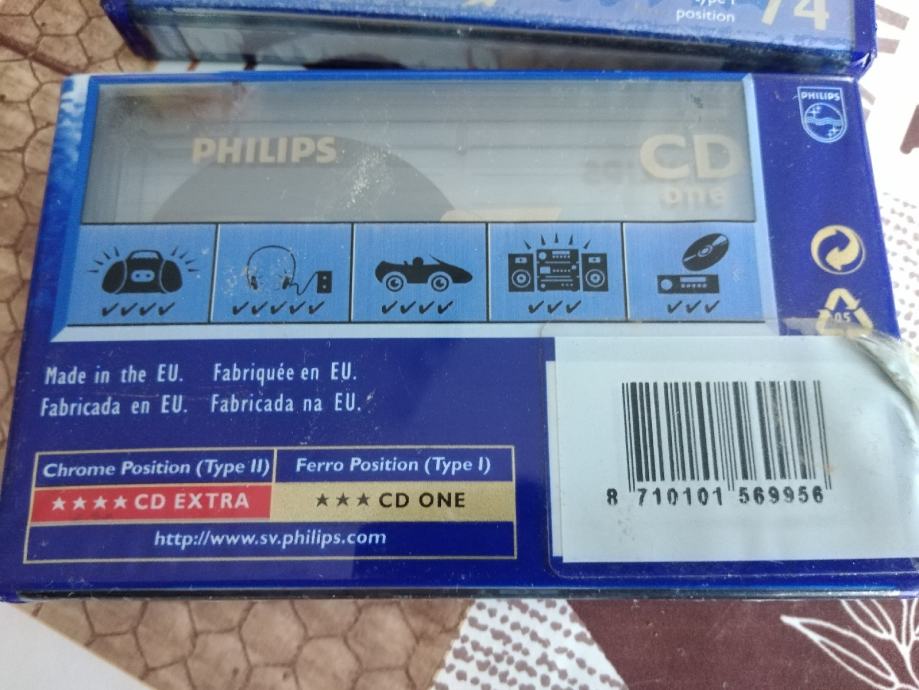 type I
position 74
PHILIPS
PHILIPS
CD
one
05
Made in the EU. Fabriquée en EU.
Fabricada en EU. Fabricada na EU.
Chrome Position (Type II) Ferro Position (Type I)
★★★★ CD EXTRA ★★★ CD ONE
http://www.sv.philips.com
8 710101 569956